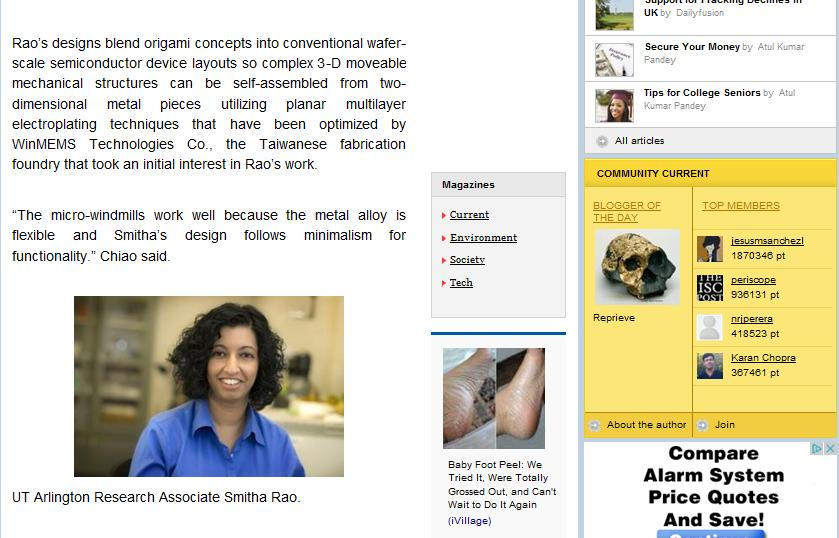 Rao's designs blend origami concepts into conventional wafer-
scale semiconductor device layouts so complex 3-D moveable
mechanical structures can be self-assembled from two-
dimensional metal pieces utilizing planar multilayer
electroplating techniques that have been optimized by
WinMEMS Technologies Co., the Taiwanese fabrication
foundry that took an initial interest in Rao's work.
“The micro-windmills work well because the metal alloy is
flexible and Smitha's design follows minimalism for
functionality.” Chiao said.
UT Arlington Research Associate Smitha Rao.
Magazines
Current
Environment
Society
Tech
Baby Foot Peel: We
Tried It, Were Totally
Grossed Out, and Can't
Wait to Do It Again
(iVillage)
Support for Fracking Declines in
UK by Dailyfusion
Secure Your Money by Atul Kumar
Pandey
Tips for College Seniors by Atul
Kumar Pandey
All articles
COMMUNITY CURRENT
BLOGGER OF
THE DAY
Reprieve
About the author
TOP MEMBERS
jesusmsanchezl
1870346 pt
THE
ISC
POST
periscope
936131 pt
nrjperera
418523 pt
Karan Chopra
367461 pt
Join
Compare
Alarm System
Price Quotes
And Save!